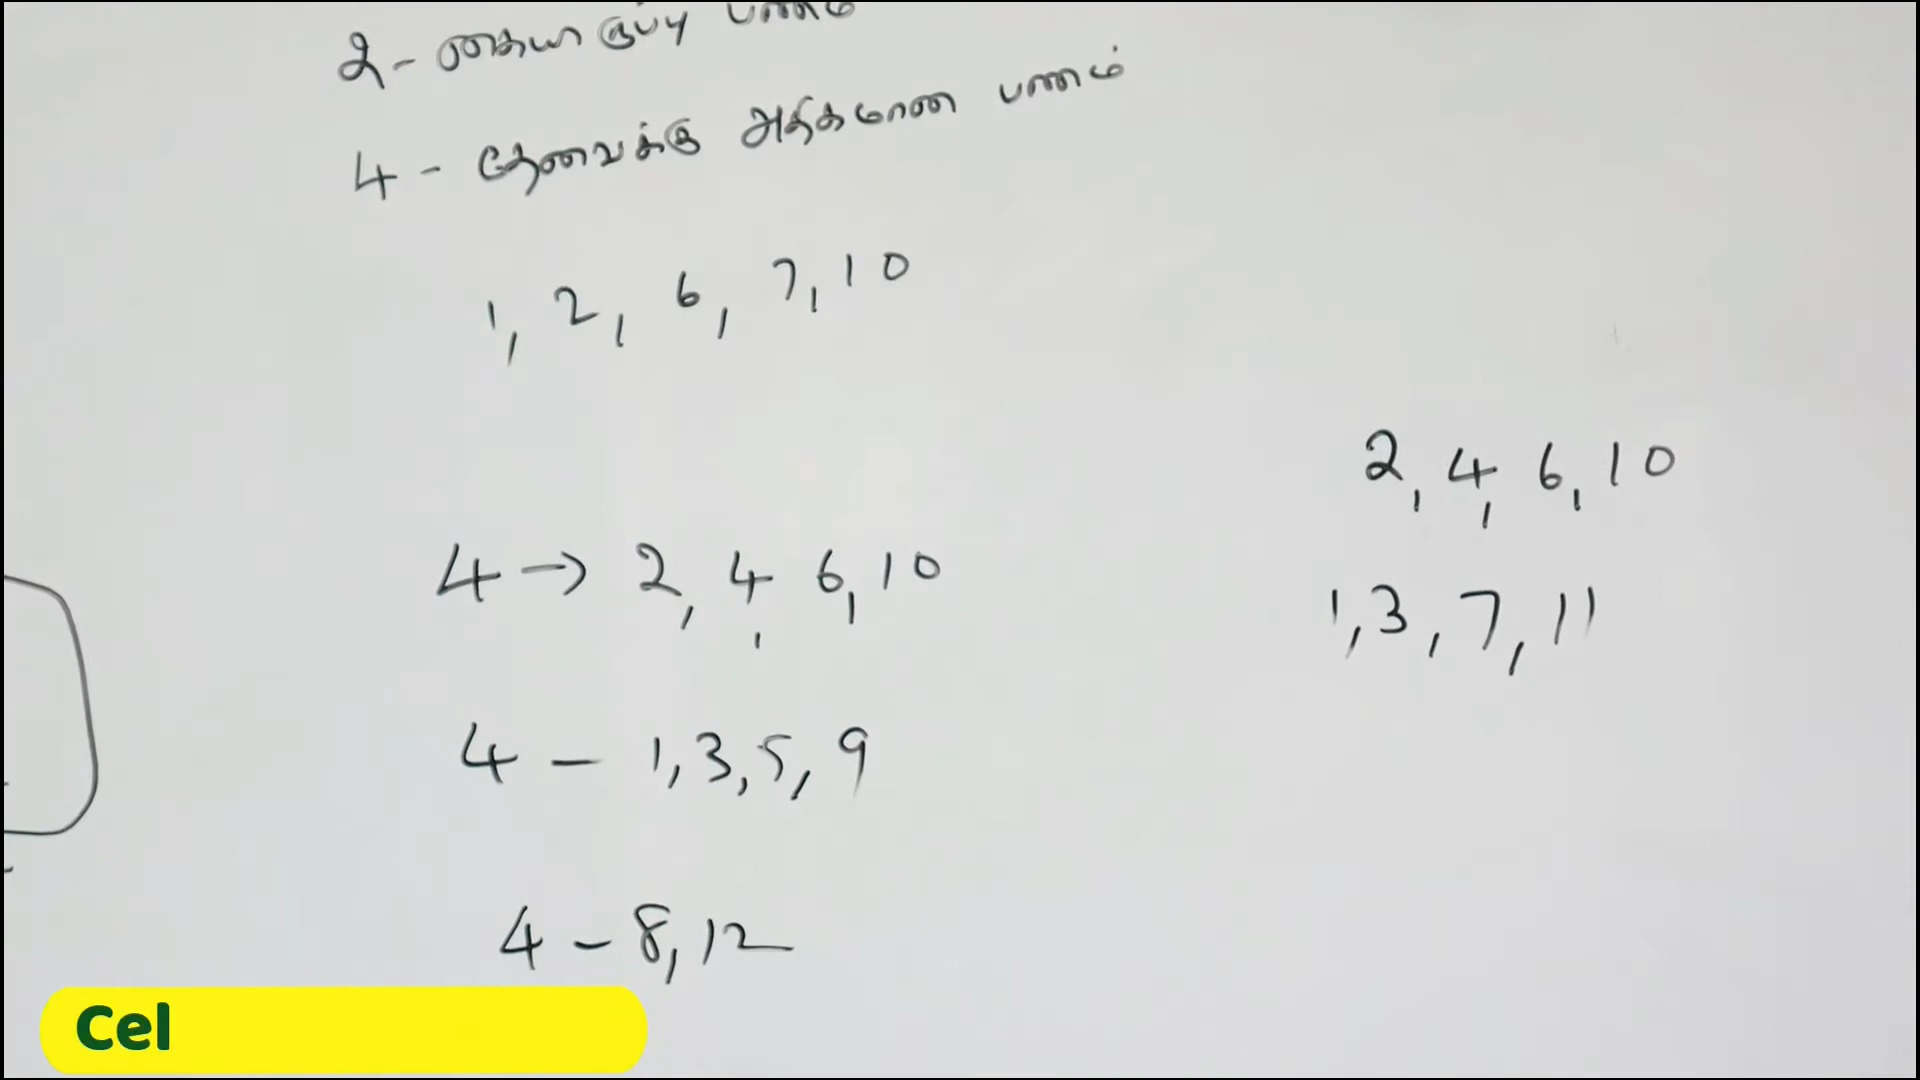 2 - கையிருப்பு பணம்
4 - தேவைக்கு அதிகமான பணம்
1, 2, 6, 7, 10
2, 4, 6, 10
4 → 2, 4, 6, 10
1, 3, 7, 11
4 - 1, 3, 5, 9
4 - 8, 12
Cel